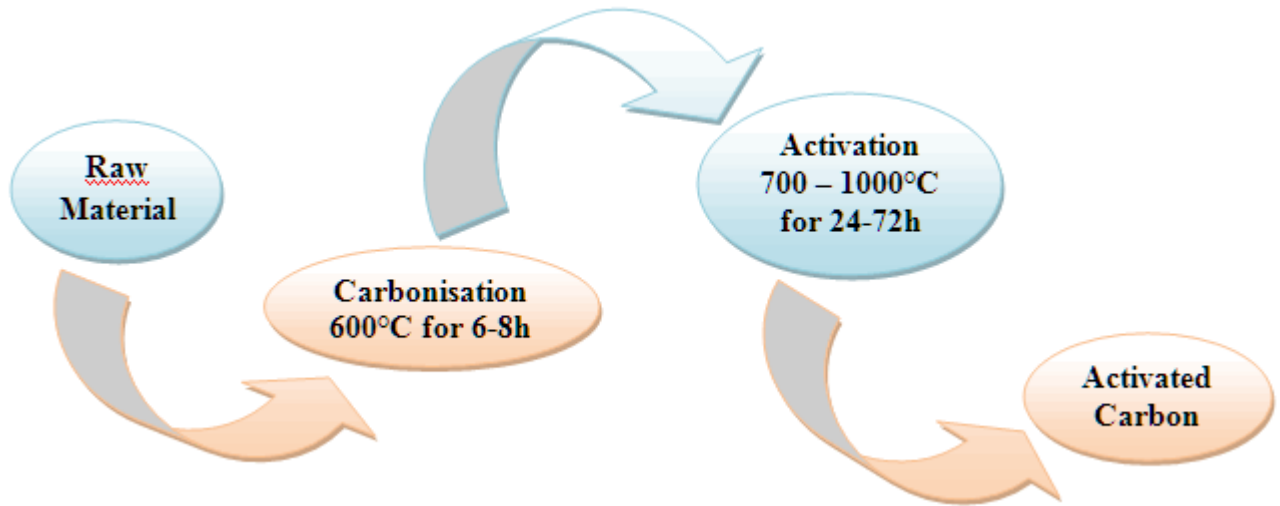 Raw
Material
Carbonisation
600°C for 6-8h
Activation
700 – 1000°C
for 24-72h
Activated
Carbon